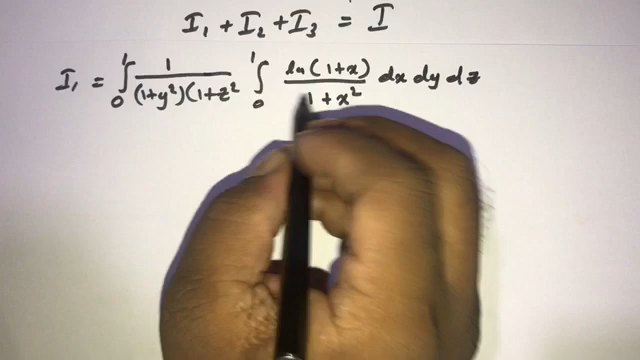 I₁ + I₂ + I₃ = I
I₁ = ∫₀¹ 1/((1+y²)(1+z²) ∫₀¹ ln(1+x)/(1+x²) dx dy dz